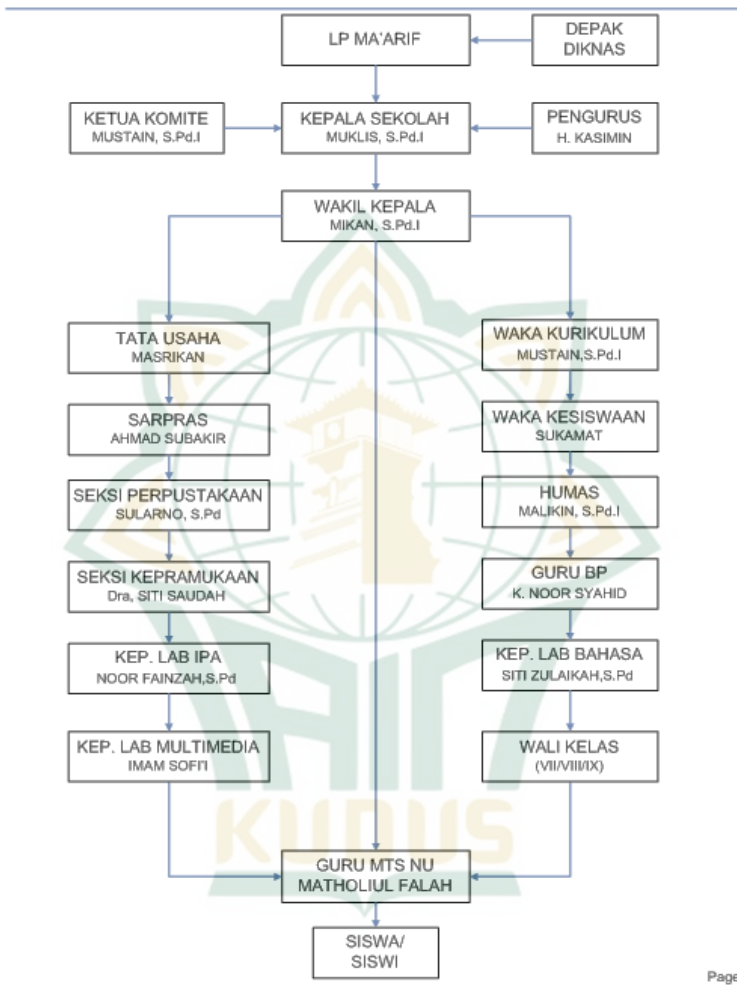 LP MA'ARIF
DEPAK
DIKNAS
KETUA KOMITE
MUSTAIN, S.Pd.I
KEPALA SEKOLAH
MUKLIS, S.Pd.I
PENGURUS
H. KASIMIN
WAKIL KEPALA
MIKAN, S.Pd.I
TATA USAHA
MASRIKAN
WAKA KURIKULUM
MUSTAIN,S.Pd.I
SARPRAS
AHMAD SUBAKIR
WAKA KESISWAAN
SUKAMAT
SEKSI PERPUSTAKAAN
SULARNO, S.Pd
HUMAS
MALIKIN, S.Pd.I
SEKSI KEPRAMUKAAN
Dra, SITI SAUDAH
GURU BP
K. NOOR SYAHID
KEP. LAB IPA
NOOR FAINZAH,S.Pd
KEP. LAB BAHASA
SITI ZULAIKAH,S.Pd
KEP. LAB MULTIMEDIA
IMAM SOFI'I
WALI KELAS
(VII/VIII/IX)
IAIN
KUDUS
GURU MTS NU
MATHOLIUL FALAH
SISWA/
SISWI
Page